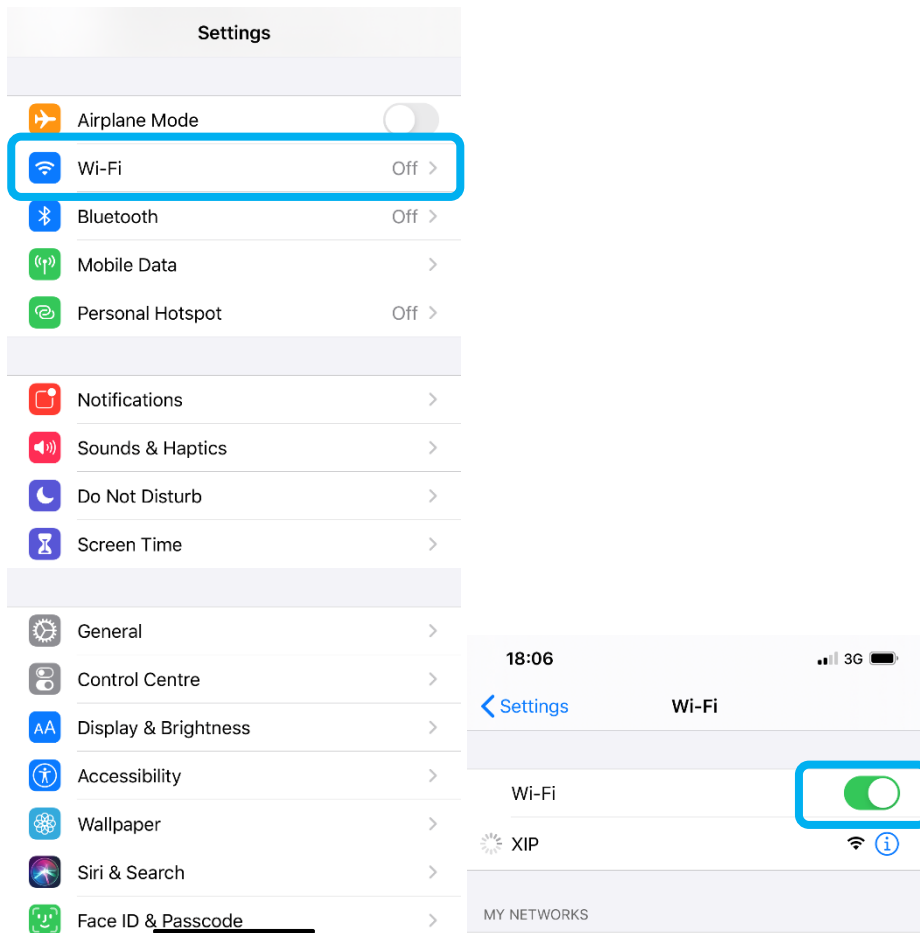 Settings
Airplane Mode
Wi-Fi Off
Bluetooth Off
Mobile Data
Personal Hotspot Off
Notifications
Sounds & Haptics
Do Not Disturb
Screen Time
General
Control Centre
AA Display & Brightness
Accessibility
Wallpaper
Siri & Search
Face ID & Passcode
18:06 3G
Settings Wi-Fi
Wi-Fi
XIP
MY NETWORKS